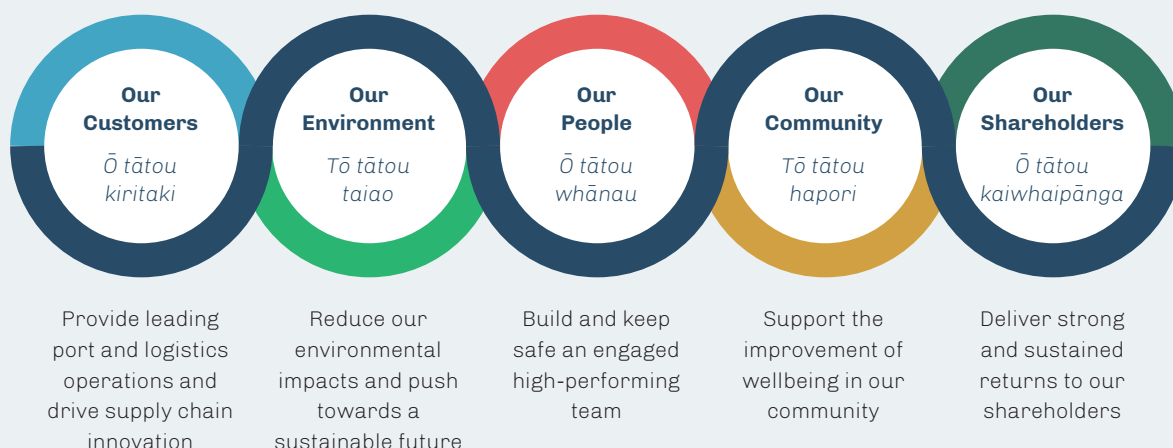 Our
Customers
Ō tātou
kiritaki
Provide leading
port and logistics
operations and
drive supply chain
innovation
Our
Environment
Tō tātou
taiao
Reduce our
environmental
impacts and push
towards a
sustainable future
Our
People
Ō tātou
whānau
Build and keep
safe an engaged
high-performing
team
Our
Community
Tō tātou
hapori
Support the
improvement of
wellbeing in our
community
Our
Shareholders
Ō tātou
kaiwhaipānga
Deliver strong
and sustained
returns to our
shareholders